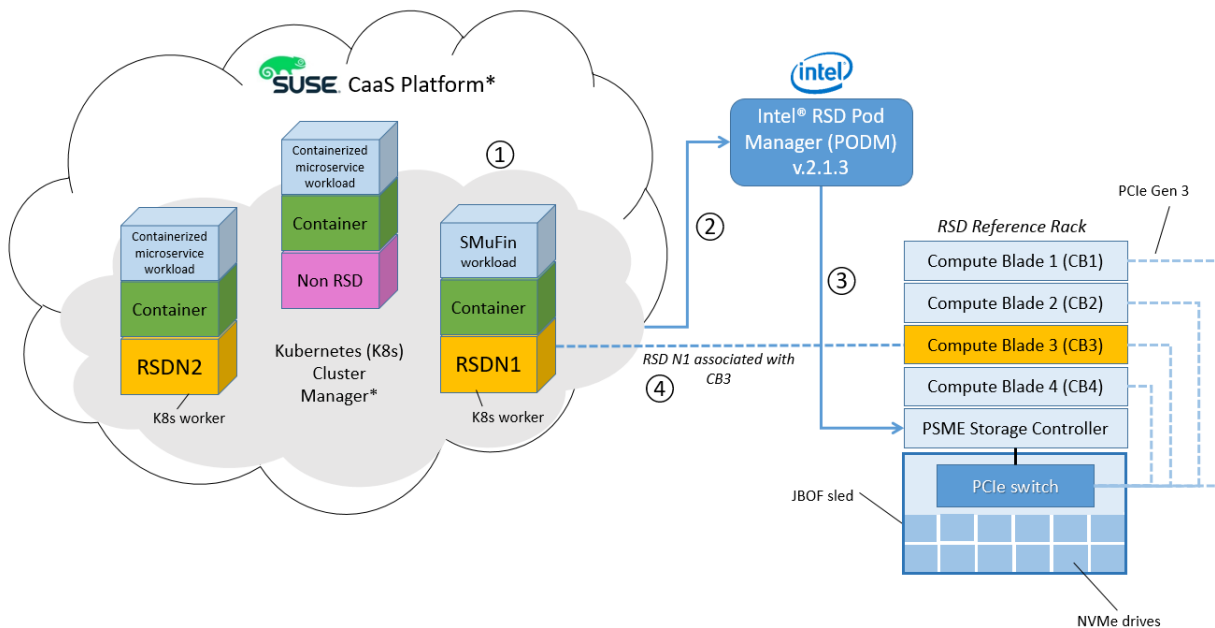 SUSE. CaaS Platform*
Containerized
microservice
workload
Container
Non RSD
Containerized
microservice
workload
Container
RSDN2
K8s worker
Kubernetes (K8s)
Cluster
Manager*
1
SMuFin
workload
Container
RSDN1
K8s worker
2
intel®
Intel® RSD Pod
Manager (PODM)
v.2.1.3
3
RSD N1 associated with
CB3
4
PCIe Gen 3
RSD Reference Rack
Compute Blade 1 (CB1)
Compute Blade 2 (CB2)
Compute Blade 3 (CB3)
Compute Blade 4 (CB4)
PSME Storage Controller
PCIe switch
JBOF sled
NVMe drives